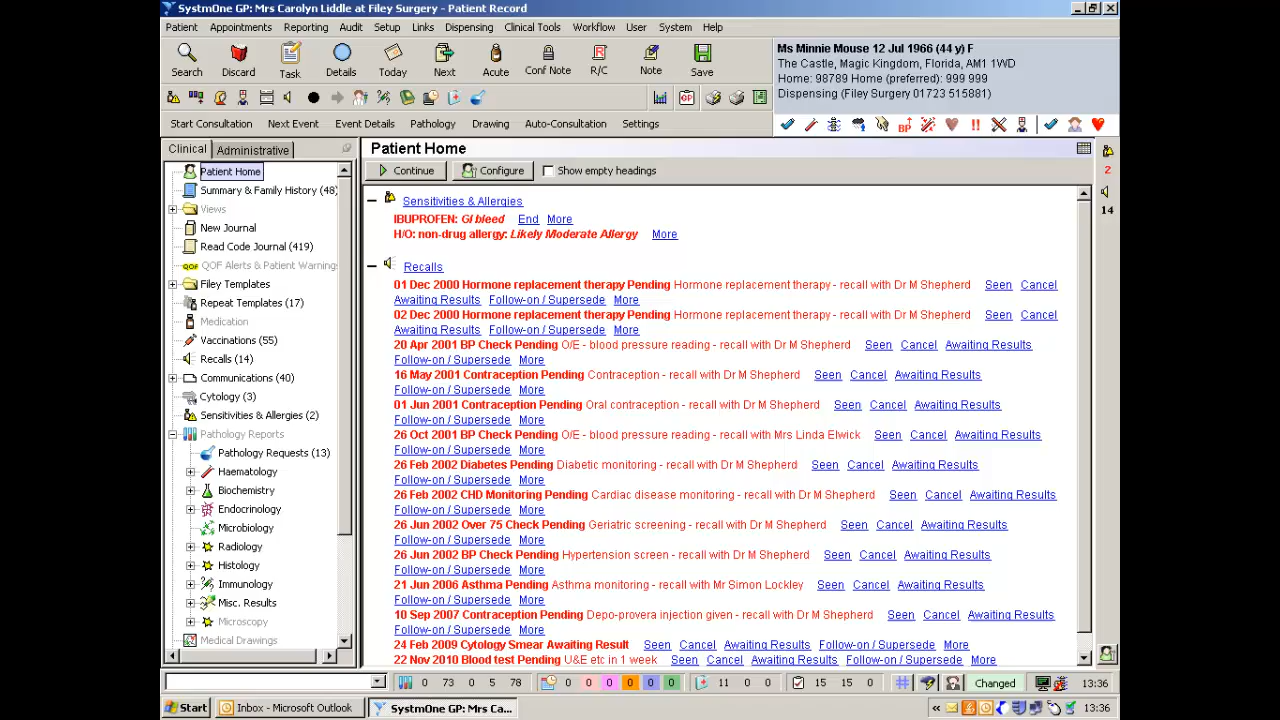 SystmOne GP: Mrs Carolyn Liddle at Filey Surgery - Patient Record
Patient Appointments Reporting Audit Setup Links Dispensing Clinical Tools Workflow User System Help
Search Discard Task Details Today Next Acute Conf Note R/C Note Save
Ms Minnie Mouse 12 Jul 1966 (44 y) F
The Castle, Magic Kingdom, Florida, AM1 1WD
Home: 98789 Home (preferred): 999 999
Dispensing (Filey Surgery 01723 515881)
Start Consultation Next Event Event Details Pathology Drawing Auto-Consultation Settings
Clinical Administrative
Patient Home
Summary & Family History (48)
Views
New Journal
Read Code Journal (419)
QOF Alerts & Patient Warnings
Filey Templates
Repeat Templates (17)
Medication
Vaccinations (55)
Recalls (14)
Communications (40)
Cytology (3)
Sensitivities & Allergies (2)
Pathology Reports
Pathology Requests (13)
Haematology
Biochemistry
Endocrinology
Microbiology
Radiology
Histology
Immunology
Misc. Results
Microscopy
Medical Drawings
Patient Home
Continue Configure Show empty headings
Sensitivities & Allergies
IBUPROFEN: GI bleed End More
H/O: non-drug allergy: Likely Moderate Allergy More
Recalls
01 Dec 2000 Hormone replacement therapy Pending Hormone replacement therapy - recall with Dr M Shepherd Seen Cancel
Awaiting Results Follow-on / Supersede More
02 Dec 2000 Hormone replacement therapy Pending Hormone replacement therapy - recall with Dr M Shepherd Seen Cancel
Awaiting Results Follow-on / Supersede More
20 Apr 2001 BP Check Pending O/E - blood pressure reading - recall with Dr M Shepherd Seen Cancel Awaiting Results
Follow-on / Supersede More
16 May 2001 Contraception Pending Contraception - recall with Dr M Shepherd Seen Cancel Awaiting Results
Follow-on / Supersede More
01 Jun 2001 Contraception Pending Oral contraception - recall with Dr M Shepherd Seen Cancel Awaiting Results
Follow-on / Supersede More
26 Oct 2001 BP Check Pending O/E - blood pressure reading - recall with Mrs Linda Elwick Seen Cancel Awaiting Results
Follow-on / Supersede More
26 Feb 2002 Diabetes Pending Diabetic monitoring - recall with Dr M Shepherd Seen Cancel Awaiting Results
Follow-on / Supersede More
26 Feb 2002 CHD Monitoring Pending Cardiac disease monitoring - recall with Dr M Shepherd Seen Cancel Awaiting Results
Follow-on / Supersede More
26 Jun 2002 Over 75 Check Pending Geriatric screening - recall with Dr M Shepherd Seen Cancel Awaiting Results
Follow-on / Supersede More
26 Jun 2002 BP Check Pending Hypertension screen - recall with Dr M Shepherd Seen Cancel Awaiting Results
Follow-on / Supersede More
21 Jun 2006 Asthma Pending Asthma monitoring - recall with Mr Simon Lockley Seen Cancel Awaiting Results
Follow-on / Supersede More
10 Sep 2007 Contraception Pending Depo-provera injection given - recall with Dr M Shepherd Seen Cancel Awaiting Results
Follow-on / Supersede More
24 Feb 2009 Cytology Smear Awaiting Result Seen Cancel Awaiting Results Follow-on / Supersede More
22 Nov 2010 Blood test Pending U&E etc in 1 week Seen Cancel Awaiting Results Follow-on / Supersede More
2
14
0 73 0 5 78 0 0 0 0 0 0 11 0 0 15 15 0 Changed 13:36
Start Inbox - Microsoft Outlook SystmOne GP: Mrs Ca... 13:36